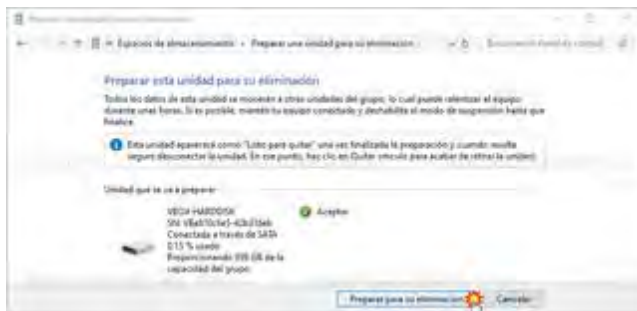 Espacios de almacenamiento › Preparar una unidad para su eliminación
Preparar esta unidad para su eliminación
Todos los datos de esta unidad se moverán a otras unidades del grupo, lo cual puede ralentizar el equipo
durante unas horas. Si es posible, mantén tu equipo conectado y deshabilita el modo de suspensión hasta que
finalice.
Esta unidad aparecerá como "Listo para quitar" una vez finalizada la preparación y cuando resulte
seguro desconectar la unidad. En ese punto, haz clic en Quitar vínculo para acabar de retirar la unidad.
Unidad que se va a preparar
VBOX HARDDISK
Aceptar
SN:
Conectada a través de SATA
0,15 % usado
Proporcionando GB de la
capacidad del grupo
Preparar para su eliminación
Cancelar